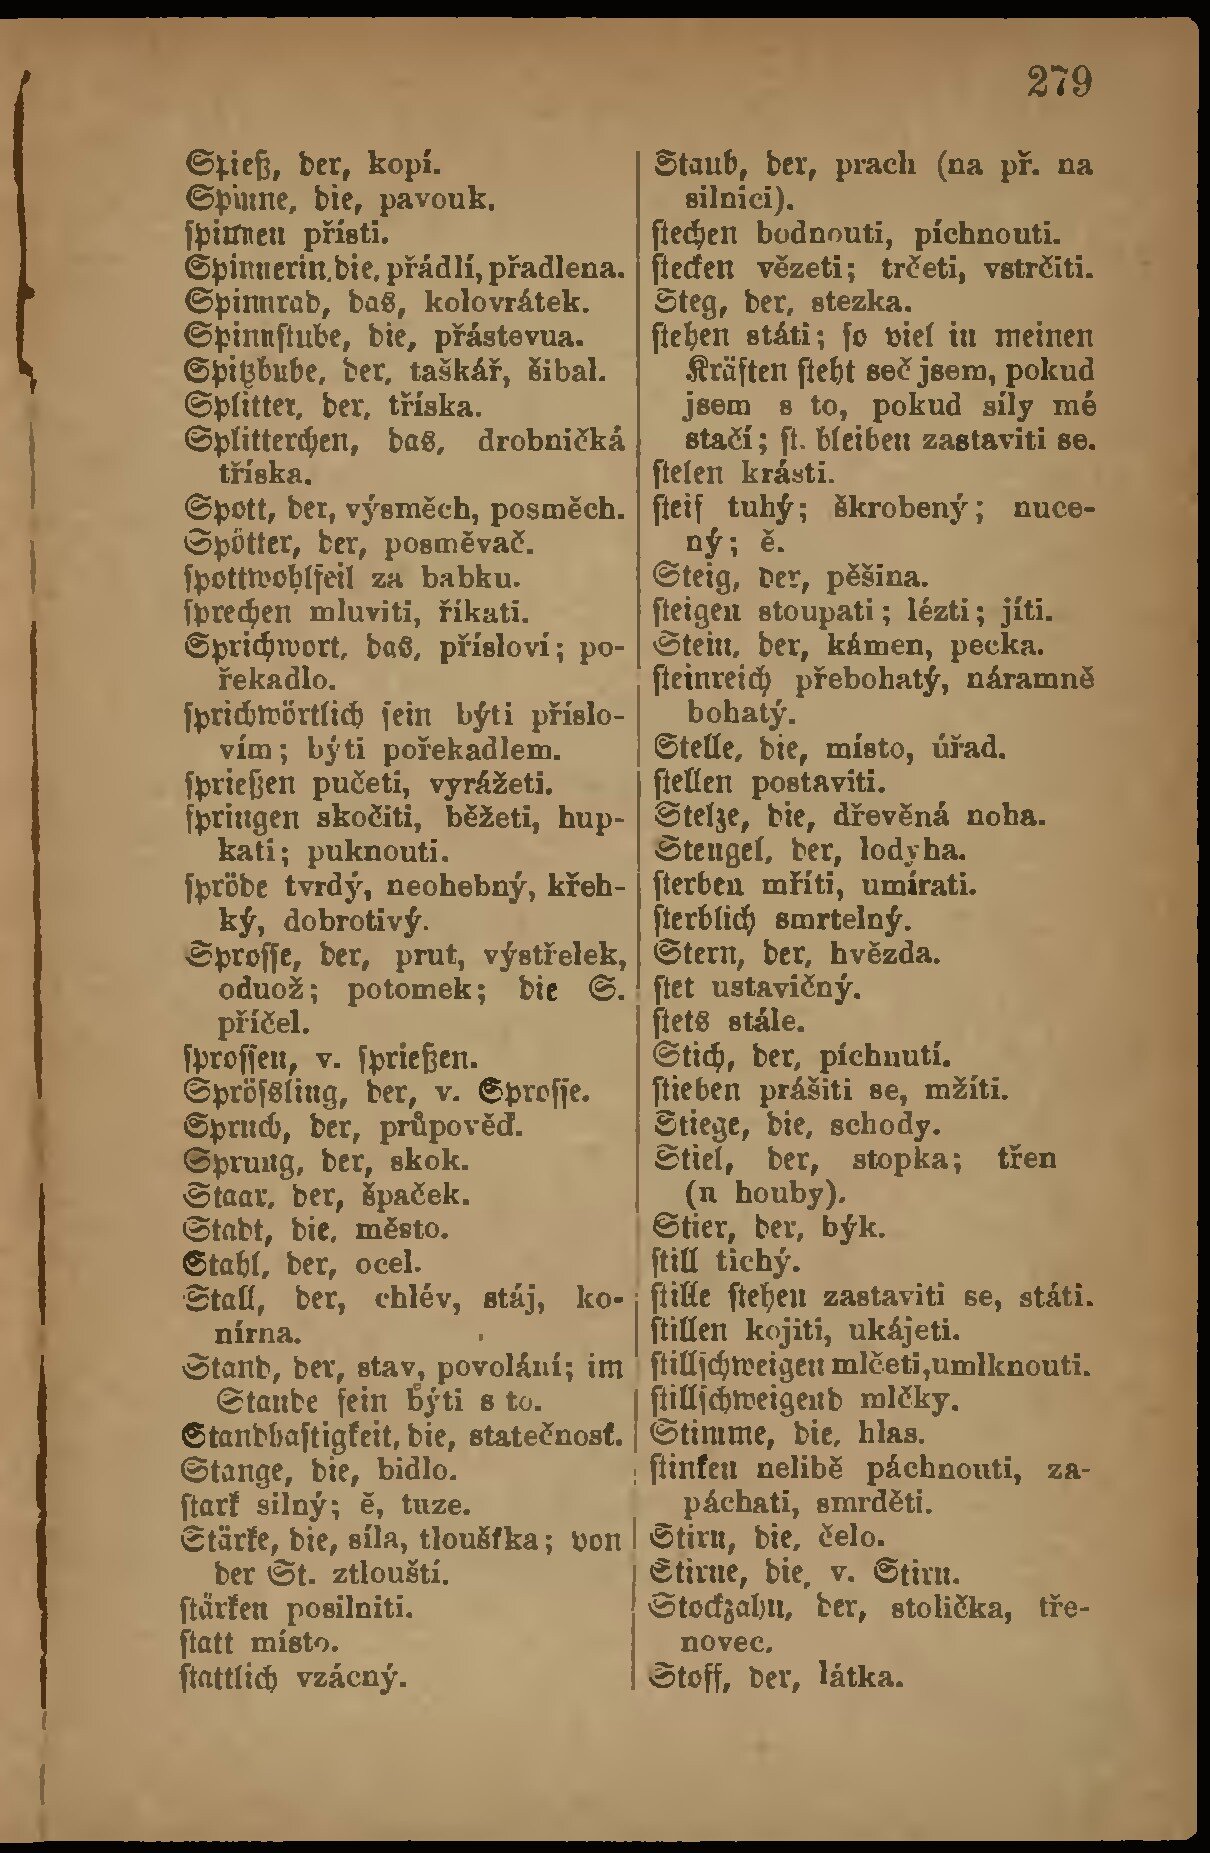 279
Spieß, der, kopí.
Spinne, die, pavouk.
spinnen přísti.
Spinnerin, die, přádlí, přadlena.
Spinnrad, das, kolovrátek.
Spinnstube, die, přástevna.
Spitzbube, der, taškář, šibal.
Splitter, der, tříska.
Splitterchen, das, drobničká
tříska.
Spott, der, výsměch, posměch.
Spötter, der, posměvač.
spottwohlfeil za babku.
sprechen mluviti, říkati.
Sprichwort, das, přísloví; po-
řekadlo.
sprichwörtlich sein býti příslo-
vím; býti pořekadlem.
sprießen pučeti, vyrážeti.
springen skočiti, běžeti, hup-
kati; puknouti.
spröde tvrdý, neohebný, křeh-
ký, dobrotivý.
Sprosse, der, prut, výstřelek,
odnož; potomek; die S.
příčel.
sprossen, v. sprießen.
Sprössling, der, v. Sprosse.
Spruch, der, průpověď.
Sprung, der, skok.
Staar, der, špaček.
Stadt, die, město.
Stahl, der, ocel.
Stall, der, chlév, stáj, ko-
nírna.
Stand, der, stav, povolání; im
Stande sein býti s to.
Standhaftigkeit, die, statečnosť.
Stange, die, bidlo.
stark silný; ě, tuze.
Stärke, die, síla, tloušťka; von
der St. ztlouští.
stärken posilniti.
statt místo.
stattlich vzácný.
Staub, der, prach (na př. na
silnici).
stechen bodnouti, píchnouti.
stecken vězeti; trčeti, vstrčiti.
Steg, der, stezka.
stehen státi; so viel in meinen
Kräften steht seč jsem, pokud
jsem s to, pokud síly mé
stačí; st. bleiben zastaviti se.
stelen krásti.
steif tuhý; škrobený; nuce-
ný; ě.
Steig, der, pěšina.
steigen stoupati; lézti; jíti.
Stein, der, kámen, pecka.
steinreich přebohatý, náramně
bohatý.
Stelle, die, místo, úřad.
stellen postaviti.
Stelze, die, dřevěná noha.
Stengel, der, lodyha.
sterben mříti, umírati.
sterblich smrtelný.
Stern, der, hvězda.
stet ustavičný.
stets stále.
Stich, der, píchnutí.
stieben prášiti se, mžíti.
Stiege, die, schody.
Stiel, der, stopka; třen
(u houby).
Stier, der, býk.
still tichý.
stille stehen zastaviti se, státi.
stillen kojiti, ukájeti.
stillschweigen mlčeti, umlknouti.
stillschweigend mlčky.
Stimme, die, hlas.
stinken nelibě páchnouti, za-
páchati, smrděti.
Stirn, die, čelo.
Stirne, die, v. Stirn.
Stockzahn, der, stolička, tře-
novec.
Stoff, der, látka.